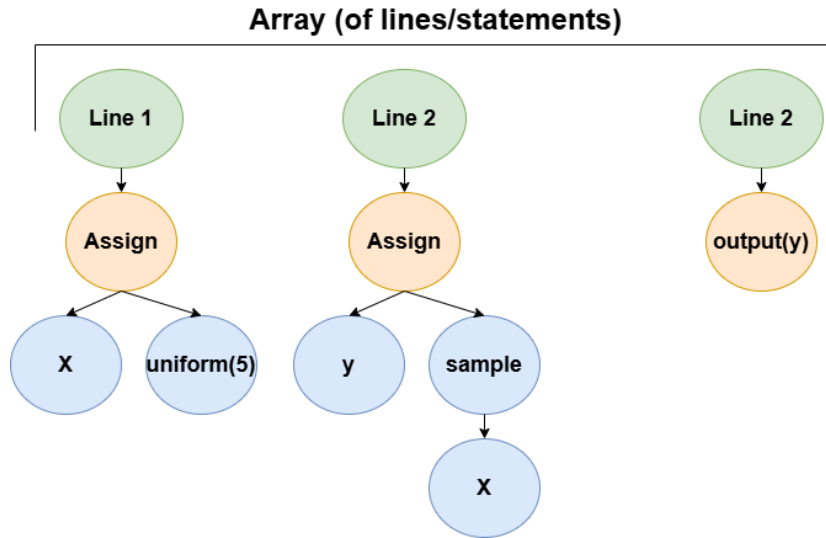 Array (of lines/statements)
Line 1
Line 2
Line 2
Assign
Assign
output(y)
X
uniform(5)
y
sample
X